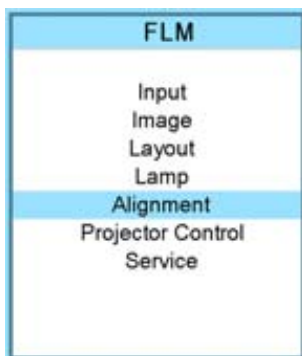 FLM
Input
Image
Layout
Lamp
Alignment
Projector Control
Service